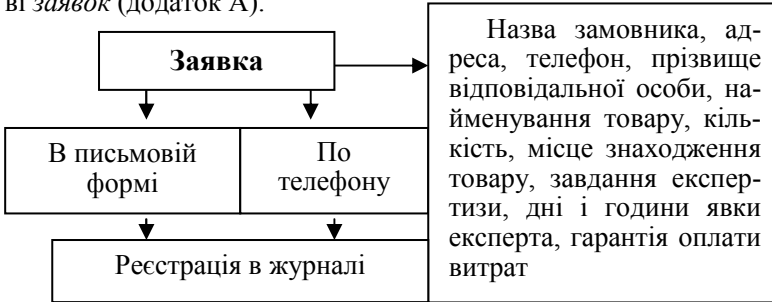 ві заявок (додаток А).
Заявка
В письмовій
формі
По
телефону
Реєстрація в журналі
Назва замовника, ад-
реса, телефон, прізвище
відповідальної особи, на-
йменування товару, кіль-
кість, місце знаходження
товару, завдання експер-
тизи, дні і години явки
експерта, гарантія оплати
витрат